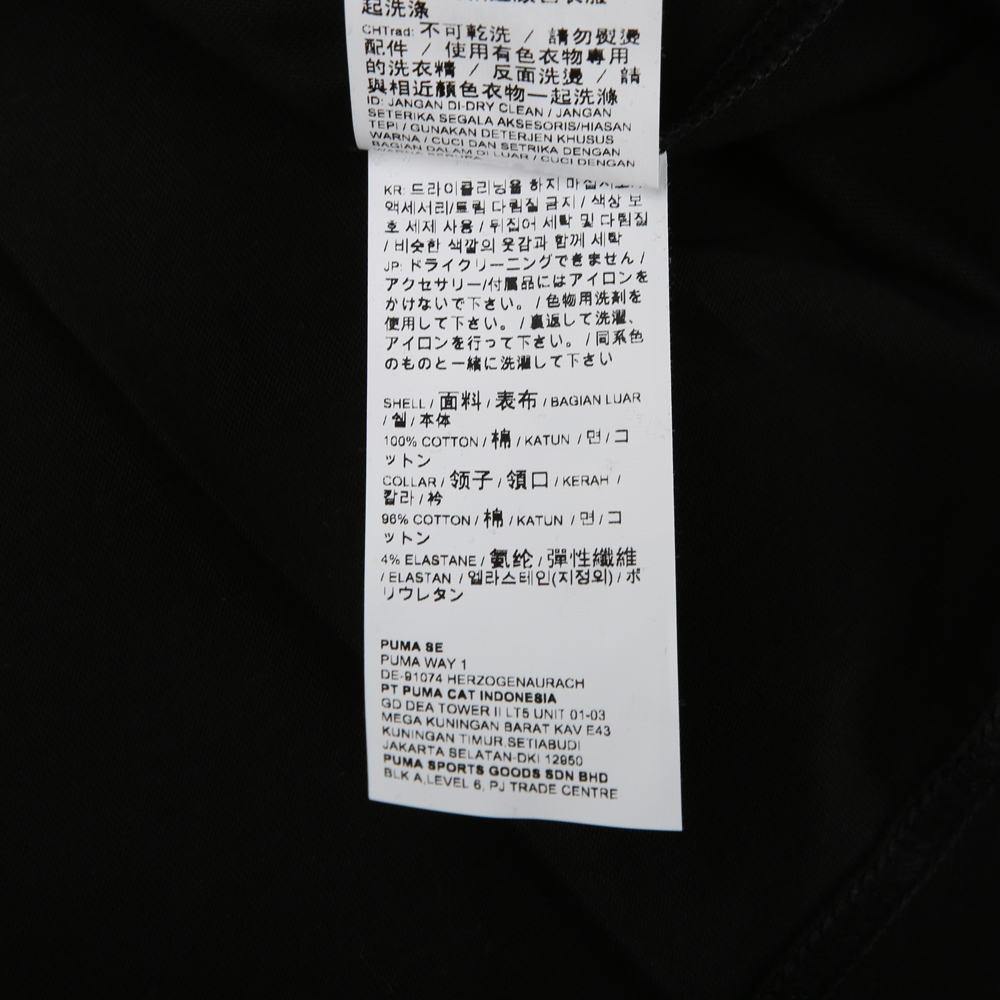 起洗涤
CHTrad: 不可乾洗 / 請勿熨燙
配件 / 使用有色衣物專用
的洗衣精 / 反面洗燙 / 請
與相近顏色衣物一起洗滌
ID: JANGAN DI-DRY CLEAN / JANGAN
SETERIKA SEGALA AKSESORIS/HIASAN
TEPI / GUNAKAN DETERJEN KHUSUS
WARNA / CUCI DAN SETRIKA DENGAN
BAGIAN DALAM DI LUAR / CUCI DENGAN
KR: 드라이클리닝을 하지 마십시오/
액세서리/트림 다림질 금지 / 색상 보
호 세제 사용 / 뒤집어 세탁 및 다림질
/ 비슷한 색깔의 옷감과 함께 세탁
JP: ドライクリーニングできません /
アクセサリー/付属品にはアイロンを
かけないで下さい。 / 色物用洗剤を
使用して下さい。 / 裏返して洗濯、
アイロンを行って下さい。 / 同系色
のものと一緒に洗濯して下さい
SHELL / 面料 / 表布 / BAGIAN LUAR
/ 쉘 / 本体
100% COTTON / 棉 / KATUN / 면 / コ
ットン
COLLAR / 领子 / 領口 / KERAH /
칼라 / 衿
96% COTTON / 棉 / KATUN / 면 / コ
ットン
4% ELASTANE / 氨纶 / 彈性纖維
/ ELASTAN / 엘라스테인(지정외) / ポ
リウレタン
PUMA SE
PUMA WAY 1
DE-91074 HERZOGENAURACH
PT PUMA CAT INDONESIA
GD DEA TOWER II LT5 UNIT 01-03
MEGA KUNINGAN BARAT KAV E43
KUNINGAN TIMUR,SETIABUDI
JAKARTA SELATAN-DKI 12950
PUMA SPORTS GOODS SDN BHD
BLK A,LEVEL 6, PJ TRADE CENTRE